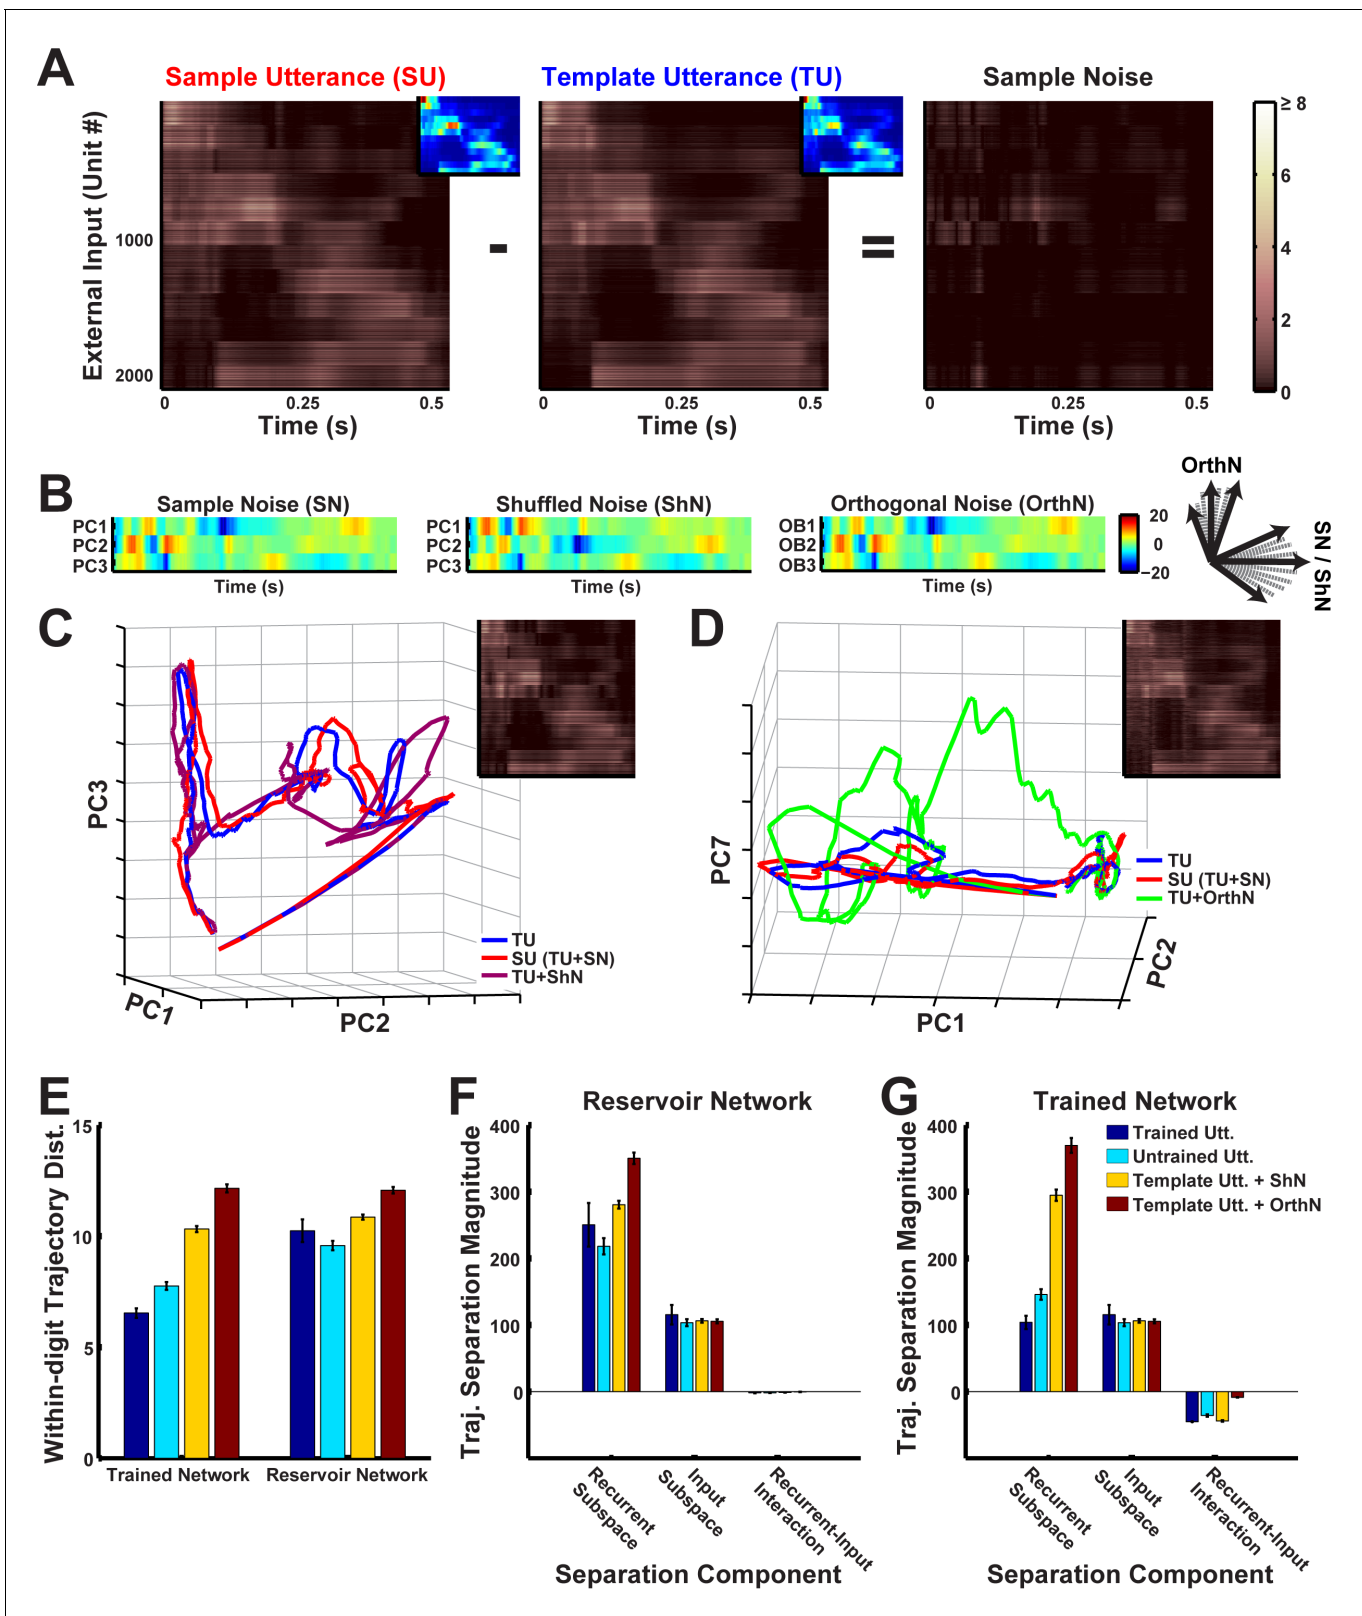 A
Sample Utterance (SU)
Template Utterance (TU)
Sample Noise
External Input (Unit #)
1000
2000
-
=
≥ 8
6
4
2
0
0 0.25 0.5
Time (s)
0 0.25 0.5
Time (s)
0 0.25 0.5
Time (s)
B
Sample Noise (SN)
PC1
PC2
PC3
Time (s)
Shuffled Noise (ShN)
PC1
PC2
PC3
Time (s)
Orthogonal Noise (OrthN)
OB1
OB2
OB3
Time (s)
20
0
−20
OrthN
SN / ShN
C
PC3
PC1
PC2
TU
SU (TU+SN)
TU+ShN
D
PC7
PC1
PC2
TU
SU (TU+SN)
TU+OrthN
E
Within-digit Trajectory Dist.
15
10
5
0
Trained Network
Reservoir Network
F
Reservoir Network
Traj. Separation Magnitude
400
300
200
100
0
Recurrent
Subspace
Input
Subspace
Recurrent-Input
Interaction
Separation Component
G
Trained Network
Traj. Separation Magnitude
400
300
200
100
0
Trained Utt.
Untrained Utt.
Template Utt. + ShN
Template Utt. + OrthN
Recurrent
Subspace
Input
Subspace
Recurrent-Input
Interaction
Separation Component